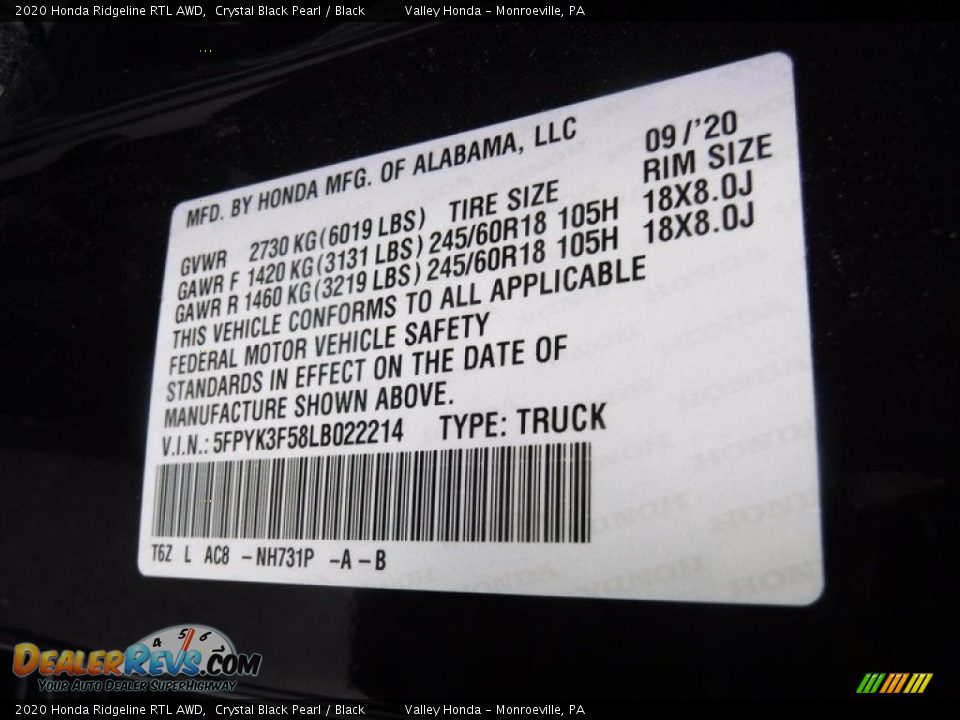 2020 Honda Ridgeline RTL AWD,  Crystal Black Pearl / Black          Valley Honda - Monroeville, PA
MFD. BY HONDA MFG. OF ALABAMA, LLC 09/'20
GVWR 2730 KG(6019 LBS) TIRE SIZE RIM SIZE
GAWR F 1420 KG(3131 LBS) 245/60R18 105H 18X8.0J
GAWR R 1460 KG(3219 LBS) 245/60R18 105H 18X8.0J
THIS VEHICLE CONFORMS TO ALL APPLICABLE
FEDERAL MOTOR VEHICLE SAFETY
STANDARDS IN EFFECT ON THE DATE OF
MANUFACTURE SHOWN ABOVE.
V.I.N.: 5FPYK3F58LB022214 TYPE: TRUCK
T6Z L AC8 -NH731P -A-B
4 5 6
DEALERREVS.COM
YOUR AUTO DEALER SUPERHIGHWAY
2020 Honda Ridgeline RTL AWD,  Crystal Black Pearl / Black          Valley Honda - Monroeville, PA